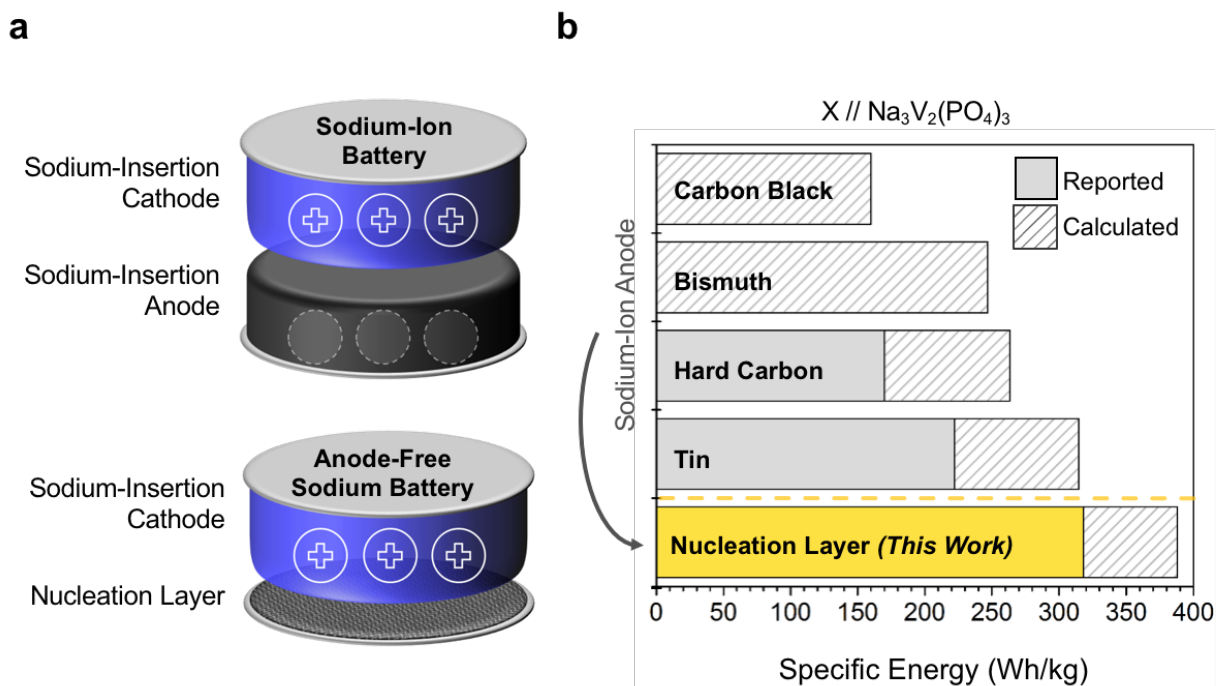 a
Sodium-Ion
Battery
Sodium-Insertion
Cathode
Sodium-Insertion
Anode
Anode-Free
Sodium Battery
Sodium-Insertion
Cathode
Nucleation Layer
b
X // Na₃V₂(PO₄)₃
Sodium-Ion Anode
Carbon Black
Bismuth
Hard Carbon
Tin
Nucleation Layer (This Work)
Reported
Calculated
0 50 100 150 200 250 300 350 400
Specific Energy (Wh/kg)